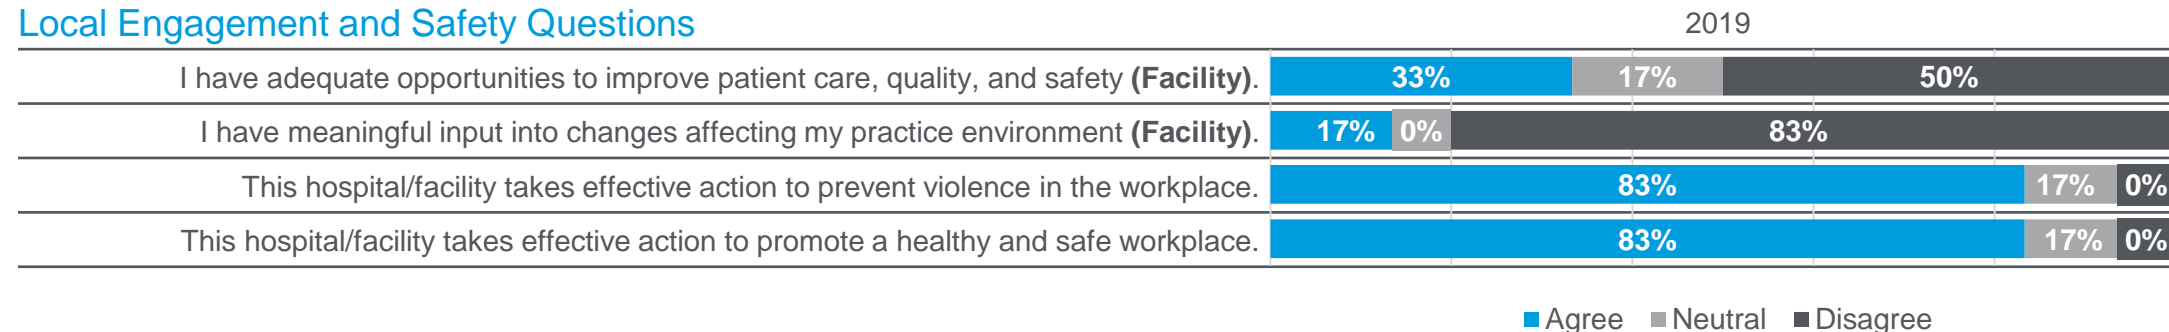 Local Engagement and Safety Questions 2019
I have adequate opportunities to improve patient care, quality, and safety (Facility). 33% 17% 50%
I have meaningful input into changes affecting my practice environment (Facility). 17% 0% 83%
This hospital/facility takes effective action to prevent violence in the workplace. 83% 17% 0%
This hospital/facility takes effective action to promote a healthy and safe workplace. 83% 17% 0%
Agree Neutral Disagree